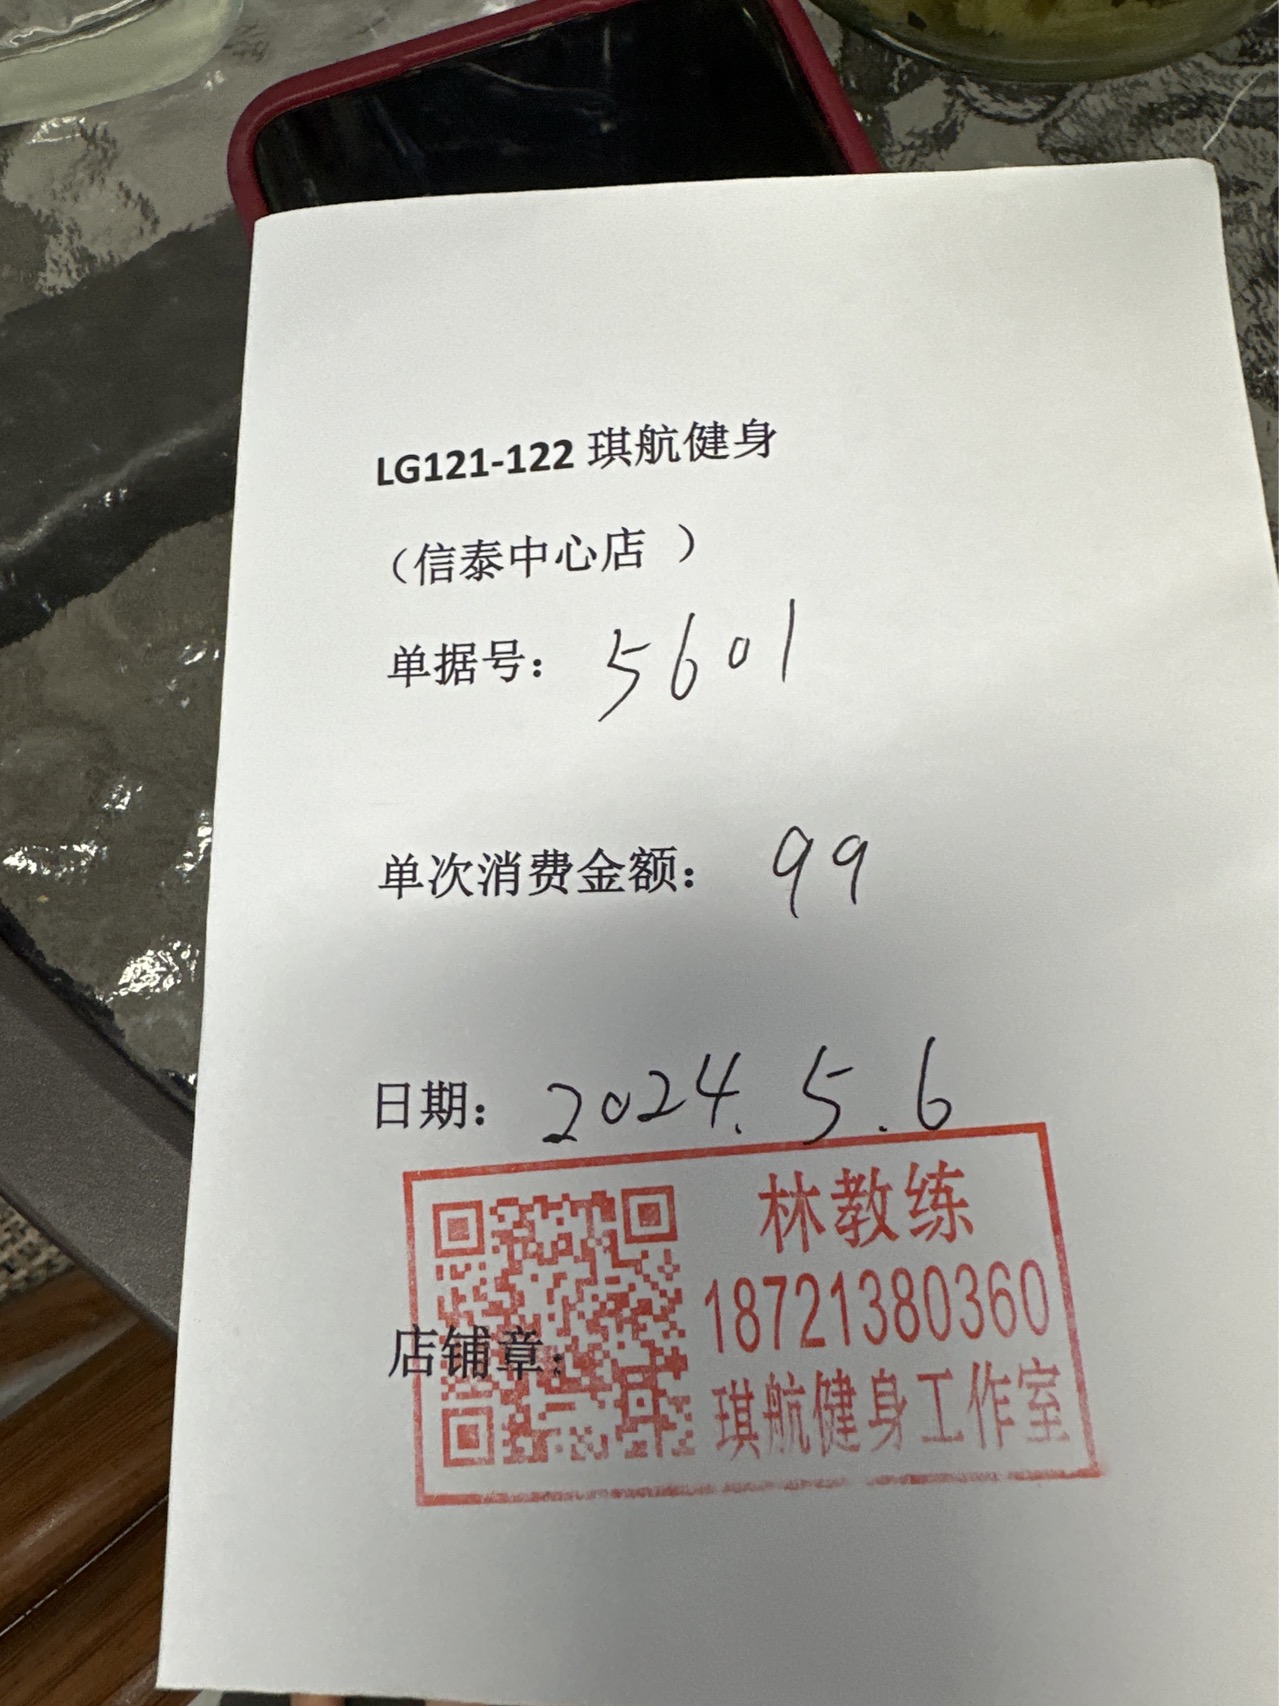 LG121-122 琪航健身
（信泰中心店 ）
单据号： 5601
单次消费金额： 99
日期： 2024. 5. 6
林教练
18721380360
店铺章：
琪航健身工作室